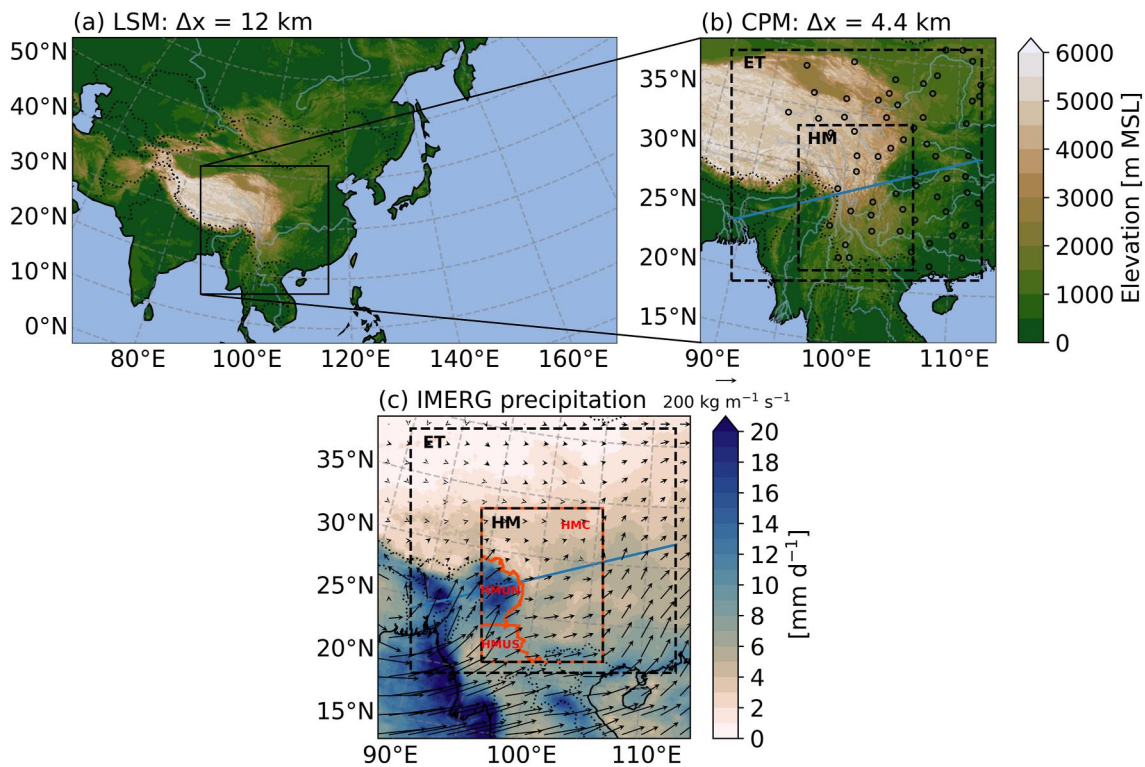 (a) LSM: Δx = 12 km
50°N
40°N
30°N
20°N
10°N
0°N
80°E
100°E
120°E
140°E
160°E
(b) CPM: Δx = 4.4 km
ET
HM
35°N
30°N
25°N
20°N
15°N
90°E
100°E
110°E
6000
5000
4000
3000
2000
1000
0
Elevation [m MSL]
(c) IMERG precipitation
200 kg m⁻¹ s⁻¹
ET
HM
HMC
HMUN
HMUS
35°N
30°N
25°N
20°N
15°N
90°E
100°E
110°E
20
18
16
14
12
10
8
6
4
2
0
[mm d⁻¹]